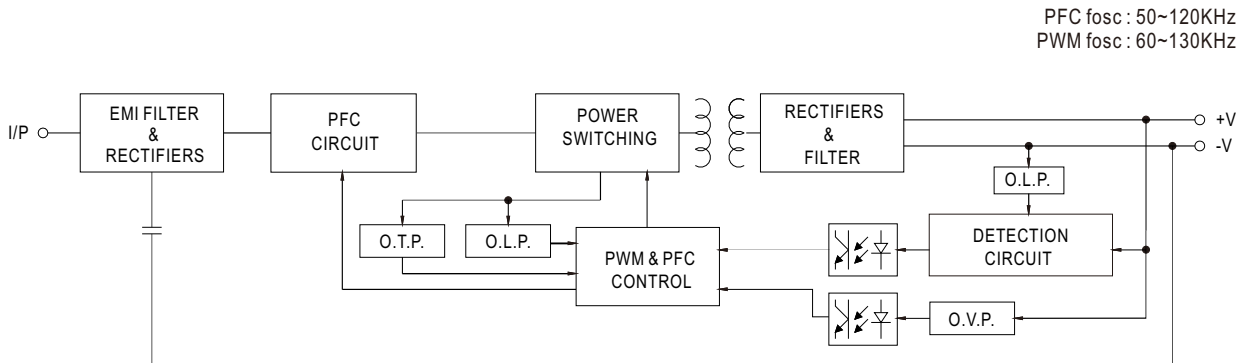 PFC fosc : 50~120KHz
PWM fosc : 60~130KHz
I/P
EMI FILTER
&
RECTIFIERS
PFC
CIRCUIT
POWER
SWITCHING
RECTIFIERS
&
FILTER
+V
-V
O.L.P.
O.T.P.
O.L.P.
PWM & PFC
CONTROL
DETECTION
CIRCUIT
O.V.P.